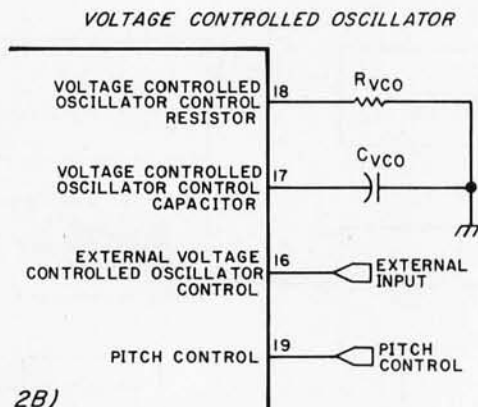 VOLTAGE CONTROLLED OSCILLATOR
VOLTAGE CONTROLLED
OSCILLATOR CONTROL
RESISTOR
18
RVCO
VOLTAGE CONTROLLED
OSCILLATOR CONTROL
CAPACITOR
17
CVCO
EXTERNAL VOLTAGE
CONTROLLED OSCILLATOR
CONTROL
16
EXTERNAL
INPUT
PITCH CONTROL
19
PITCH
CONTROL
2B)